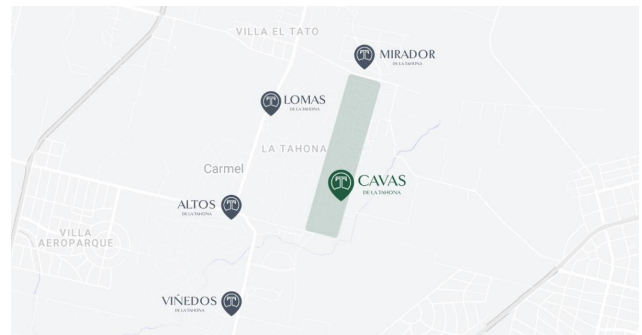 VILLA EL TATO
MIRADOR
DE LA TAHONA
LOMAS
DE LA TAHONA
LA TAHONA
Carmel
CAVAS
DE LA TAHONA
ALTOS
DE LA TAHONA
VILLA
AEROPARQUE
VIÑEDOS
DE LA TAHONA